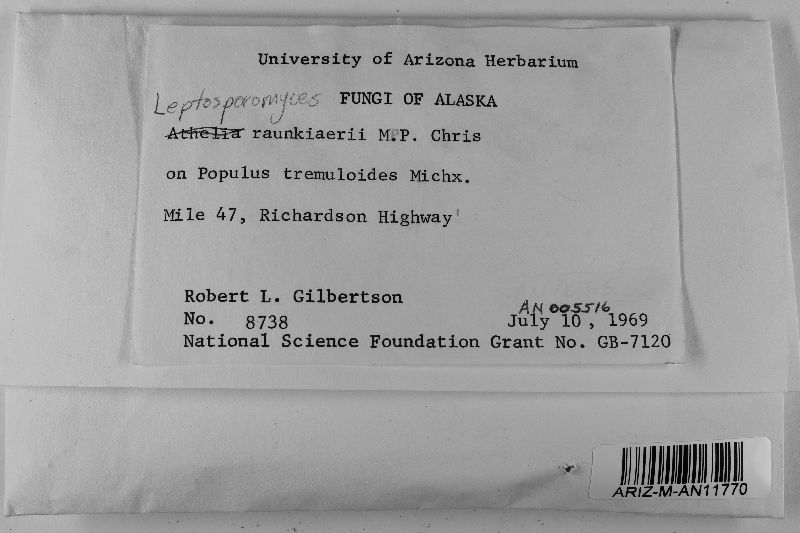 University of Arizona Herbarium
Leptosporomyces FUNGI OF ALASKA
Athelia raunkiaerii M.P. Chris
on Populus tremuloides Michx.
Mile 47, Richardson Highway
Robert L. Gilbertson
AN 005516
No. 8738 July 10, 1969
National Science Foundation Grant No. GB-7120
ARIZ-M-AN11770